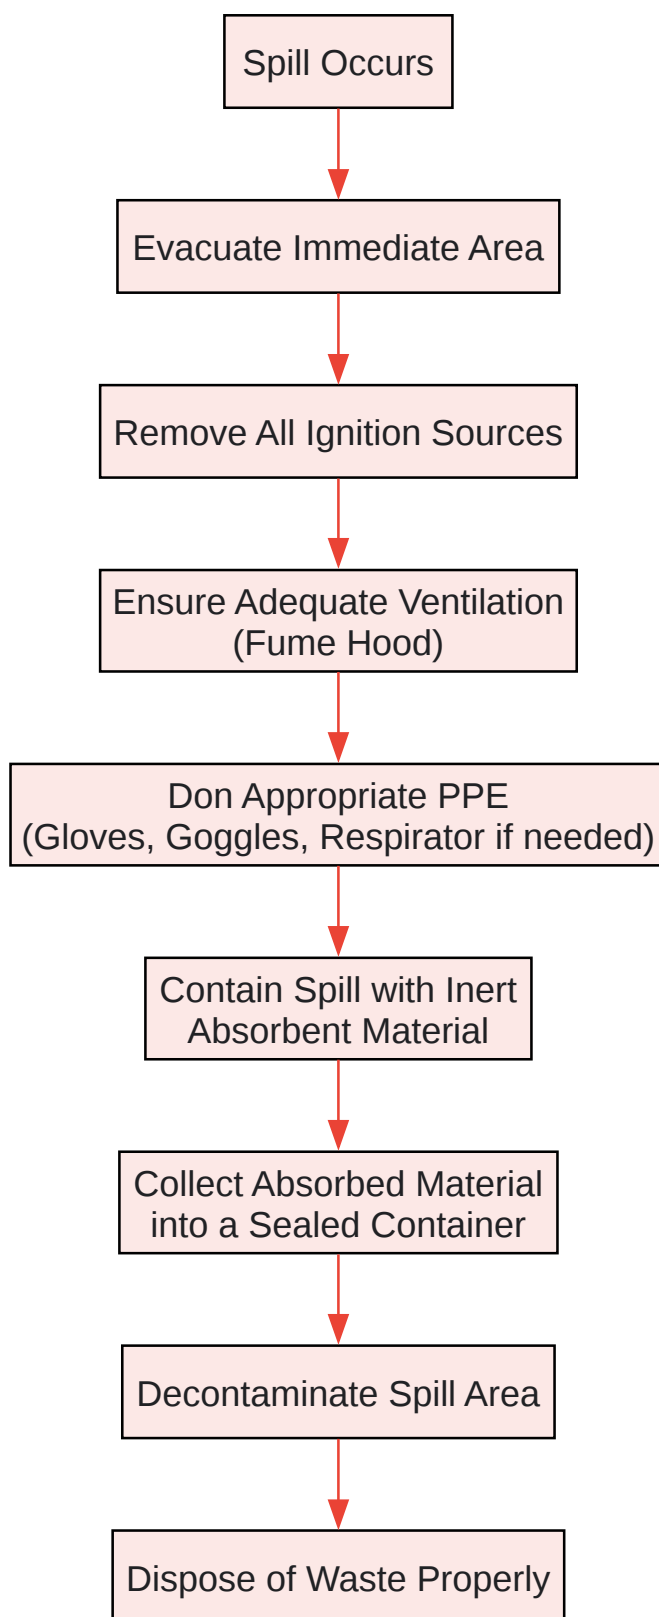 Spill Occurs
Evacuate Immediate Area
Remove All Ignition Sources
Ensure Adequate Ventilation
(Fume Hood)
Don Appropriate PPE
(Gloves, Goggles, Respirator if needed)
Contain Spill with Inert
Absorbent Material
Collect Absorbed Material
into a Sealed Container
Decontaminate Spill Area
Dispose of Waste Properly